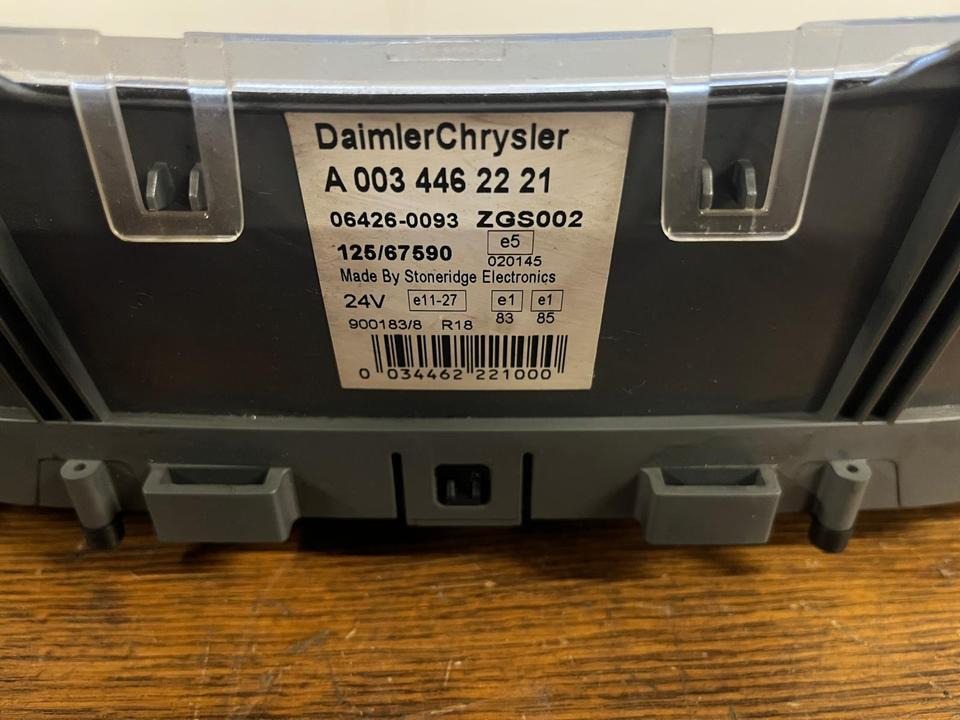 DaimlerChrysler
A 003 446 22 21
06426-0093 ZGS002
125/67590 e5
020145
Made By Stoneridge Electronics
24V e11-27 e1 e1
900183/8 R18 83 85
0 034462 221000